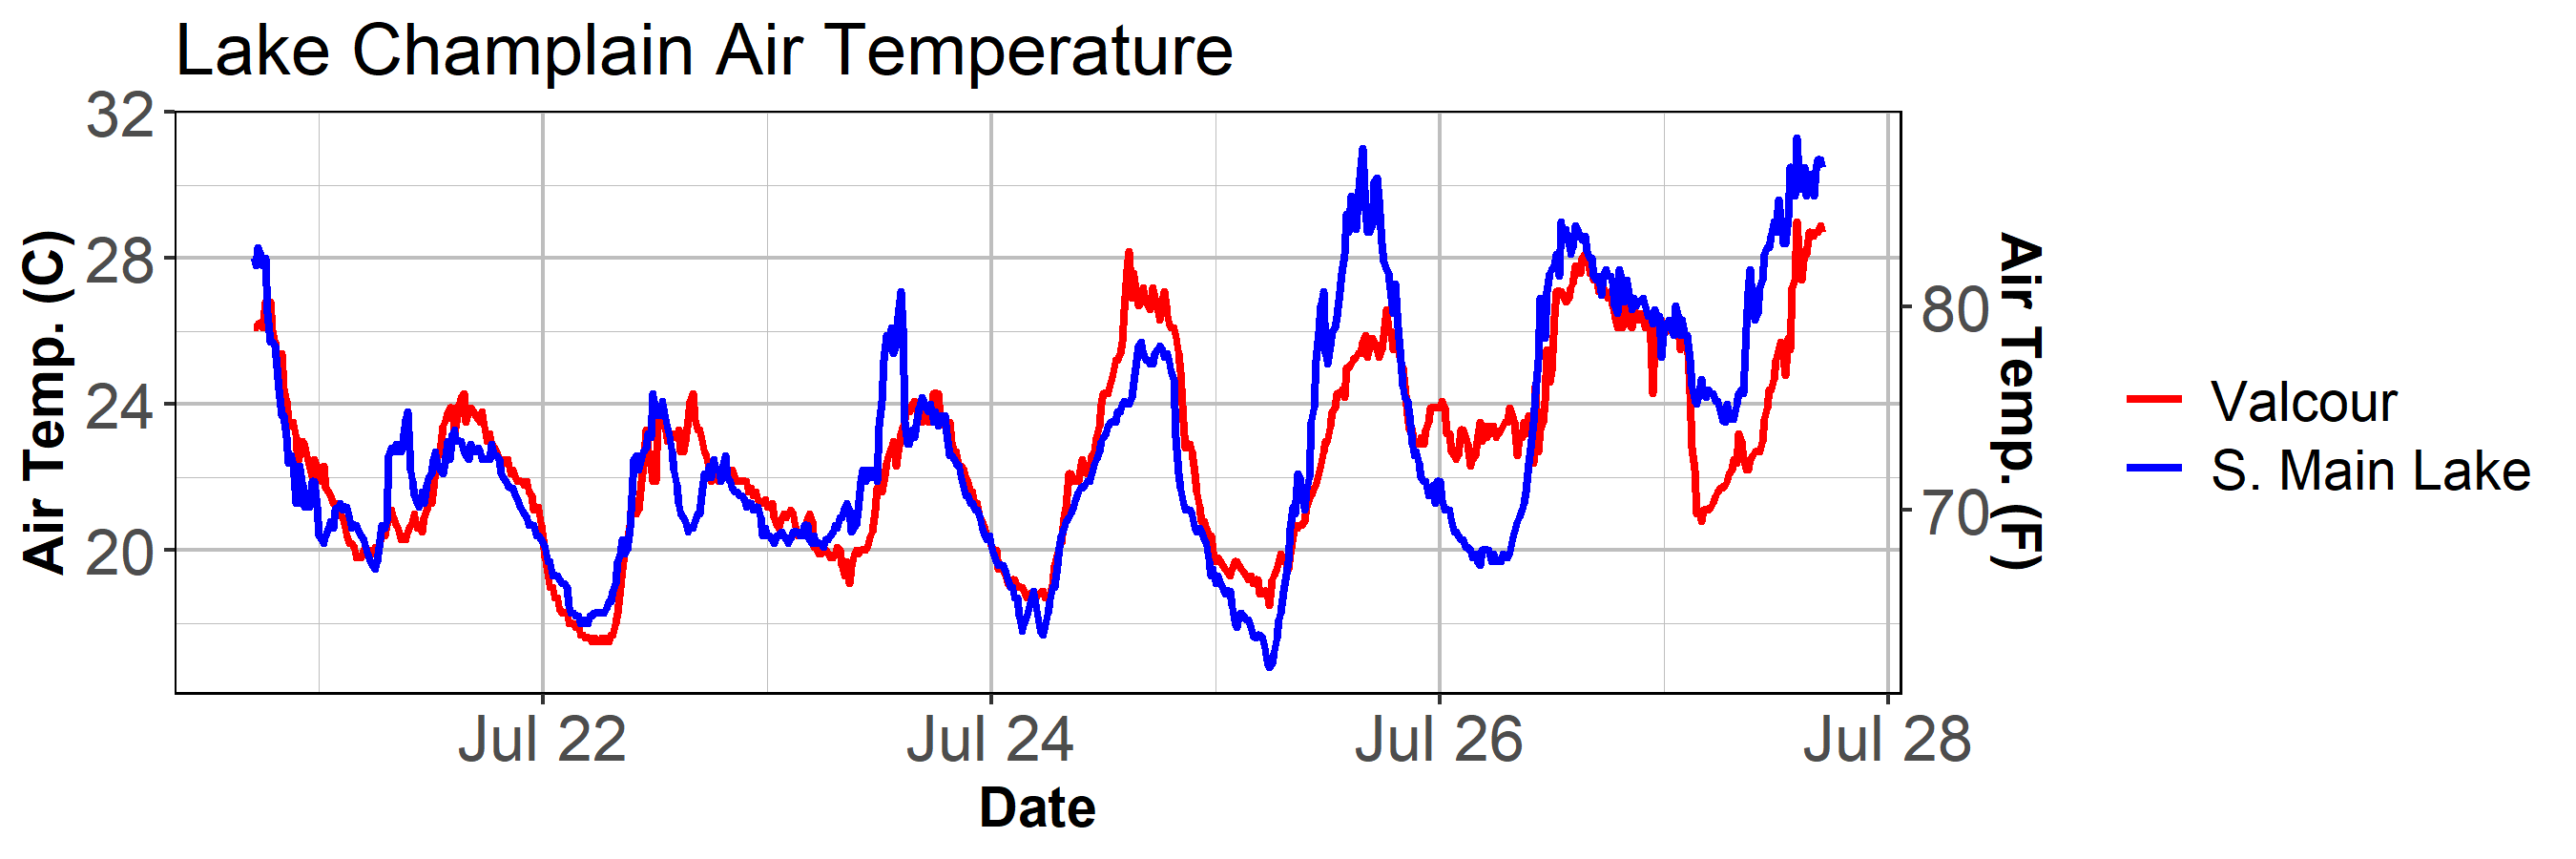 Lake Champlain Air Temperature
32
28
24
20
Air Temp. (C)
80
70
Air Temp. (F)
Jul 22
Jul 24
Jul 26
Jul 28
Date
Valcour
S. Main Lake